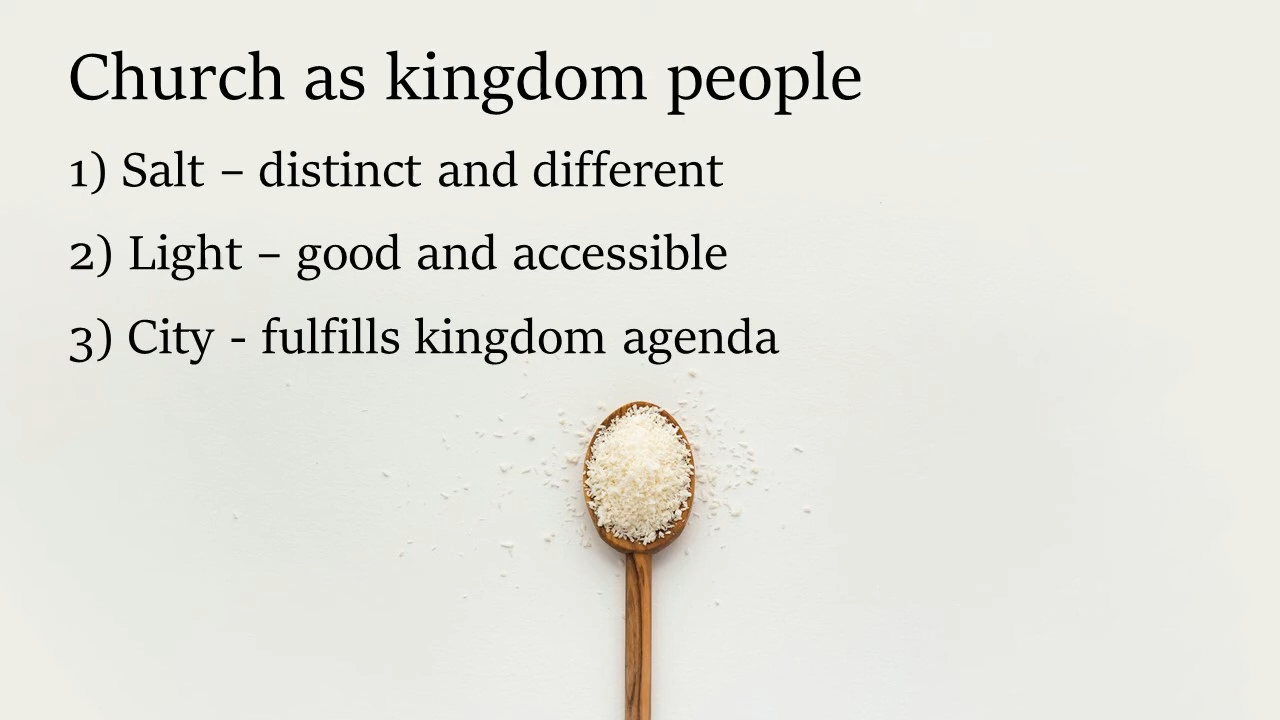 Church as kingdom people
1) Salt – distinct and different
2) Light – good and accessible
3) City - fulfills kingdom agenda